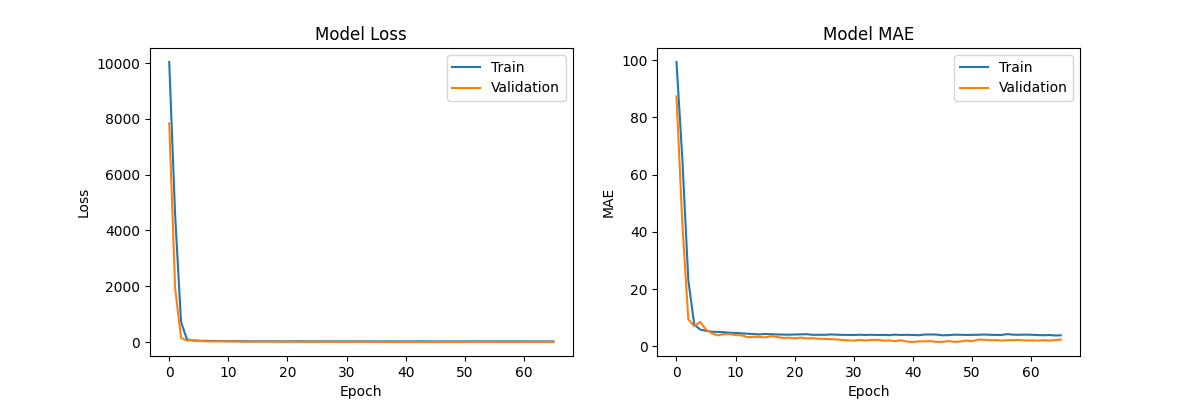 Model Loss
Train
Validation
10000
8000
6000
4000
2000
0
Loss
0 10 20 30 40 50 60
Epoch
Model MAE
Train
Validation
100
80
60
40
20
0
MAE
0 10 20 30 40 50 60
Epoch